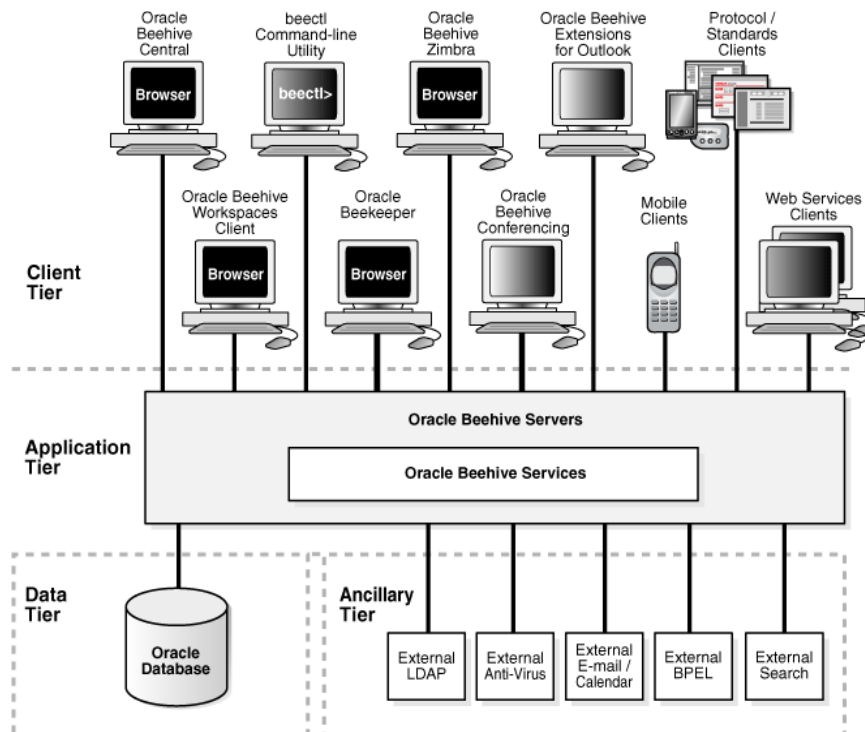 Oracle
Beehive
Central
beectl
Command-line
Utility
Oracle
Beehive
Zimbra
Oracle Beehive
Extensions
for Outlook
Protocol /
Standards
Clients
Browser
beectl>
Browser
Oracle Beehive
Workspaces
Client
Oracle
Beekeeper
Oracle
Beehive
Conferencing
Mobile
Clients
Web Services
Clients
Client
Tier
Browser
Browser
Application
Tier
Oracle Beehive Servers
Oracle Beehive Services
Data
Tier
Oracle
Database
Ancillary
Tier
External
LDAP
External
Anti-Virus
External
E-mail /
Calendar
External
BPEL
External
Search